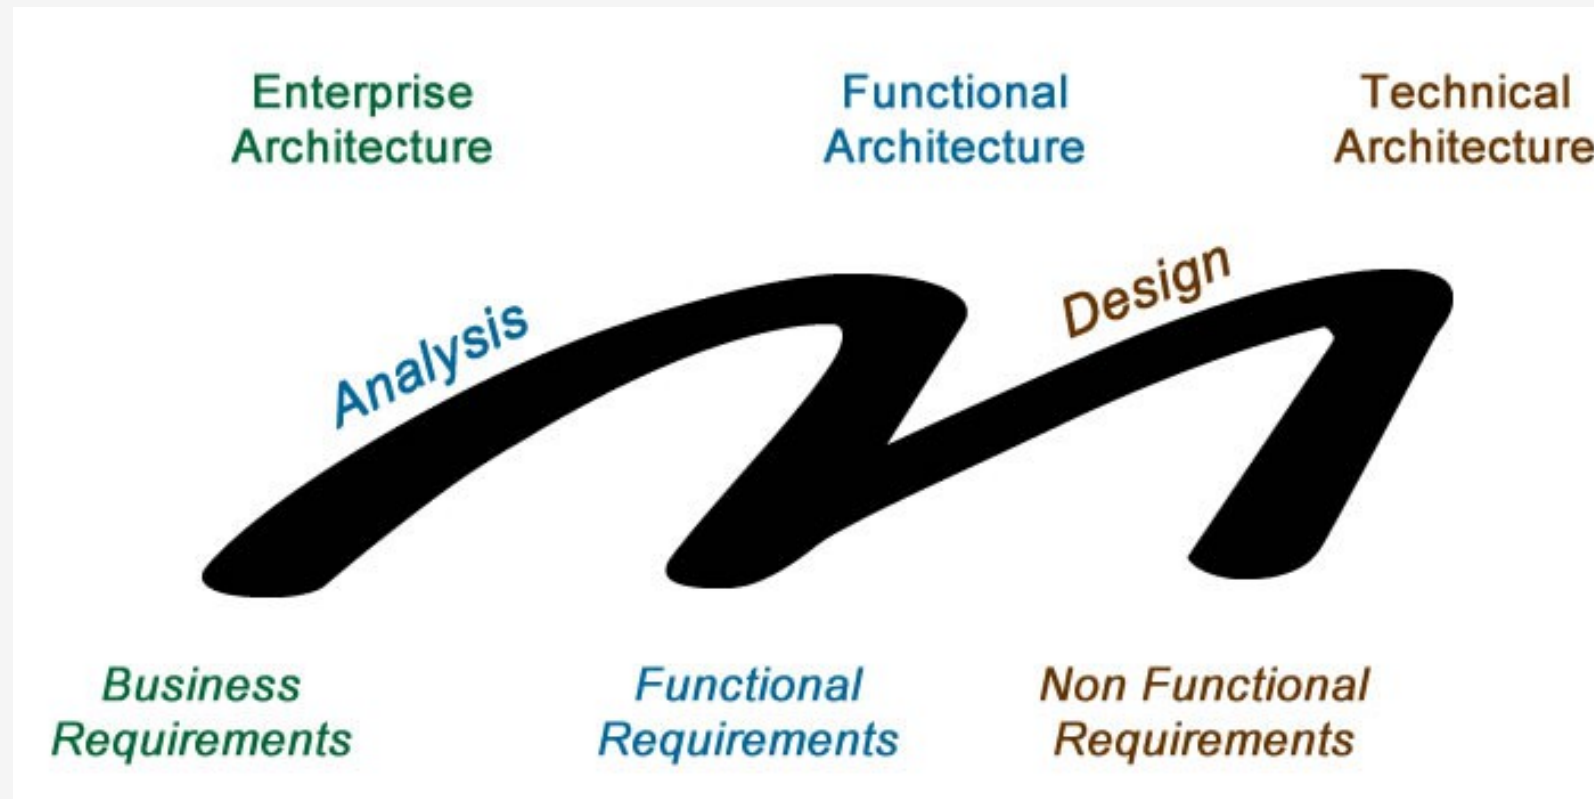 Enterprise
Architecture
Functional
Architecture
Technical
Architecture
Analysis
Design
Business
Requirements
Functional
Requirements
Non Functional
Requirements